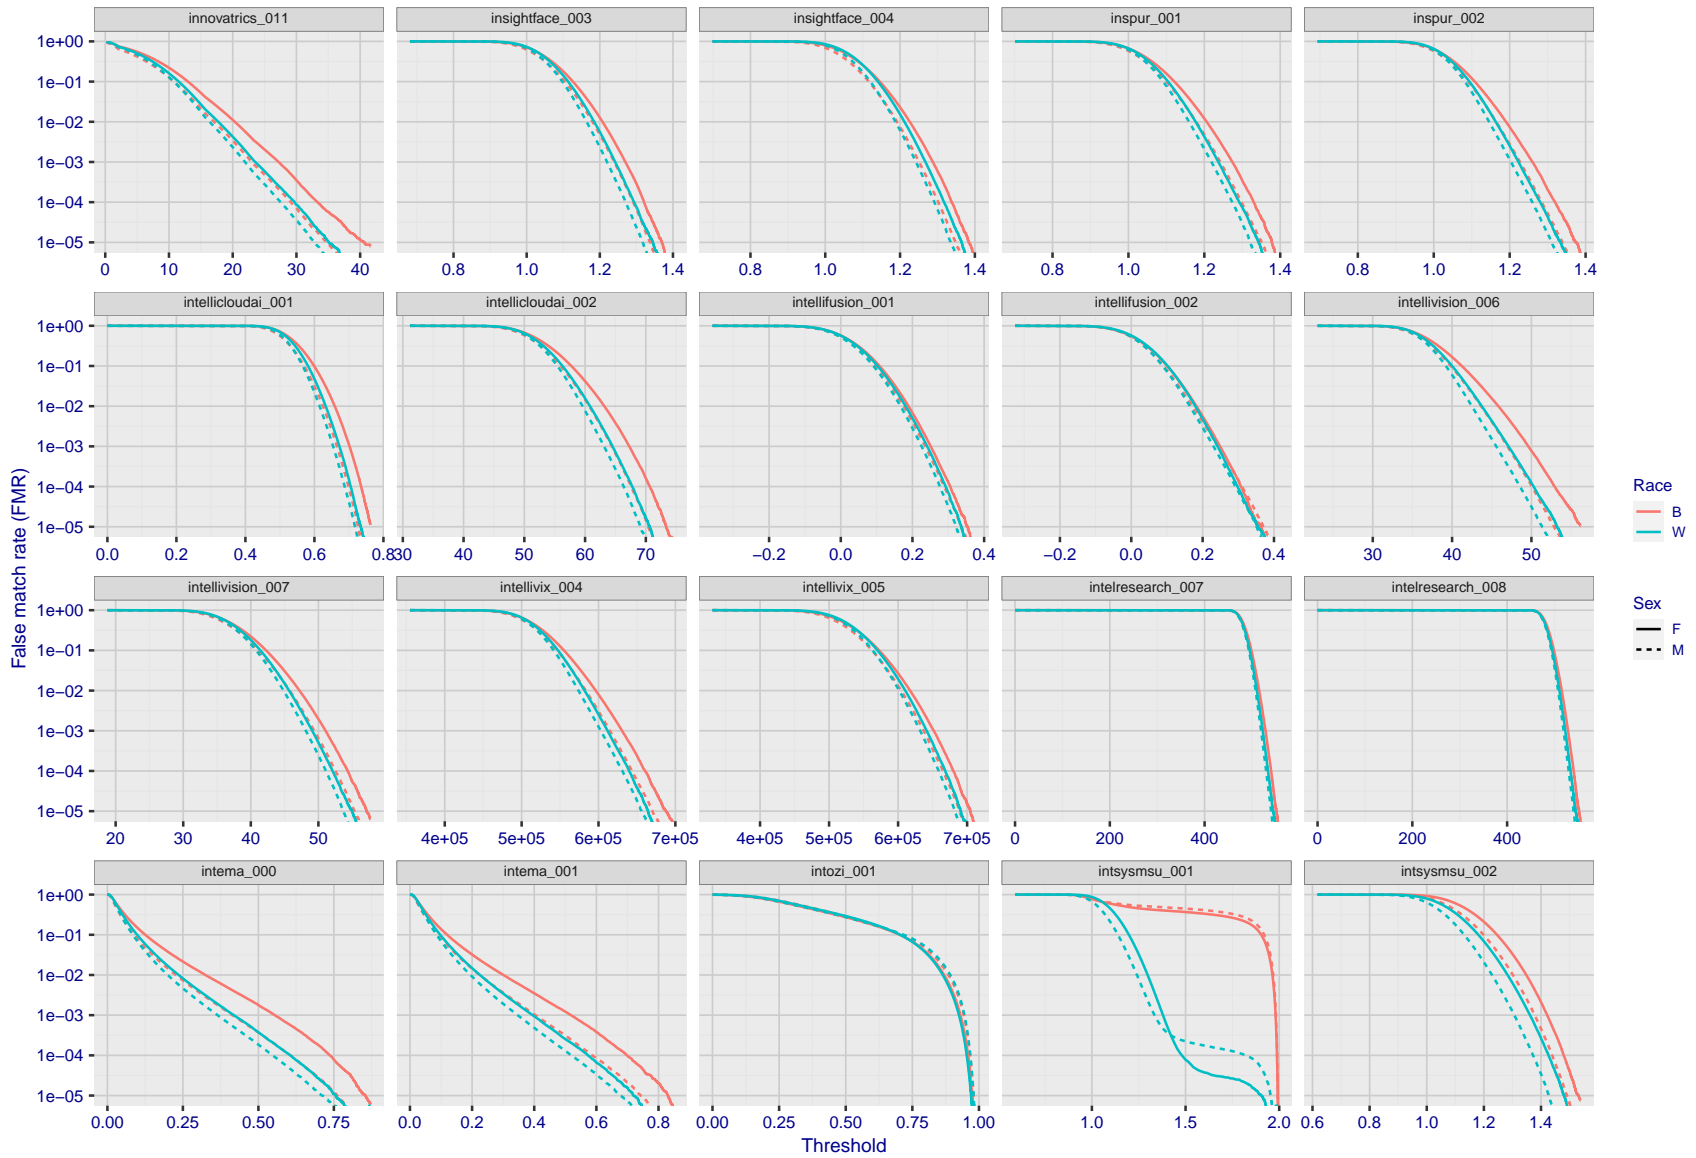 innovatrics_011 insightface_003 insightface_004 inspur_001 inspur_002
1e+00
1e−01
1e−02
1e−03
1e−04
1e−05
0 10 20 30 40 0.8 1.0 1.2 1.4 0.8 1.0 1.2 1.4 0.8 1.0 1.2 1.4 0.8 1.0 1.2 1.4
intellicloudai_001 intellicloudai_002 intellifusion_001 intellifusion_002 intellivision_006
1e+00
1e−01
1e−02
1e−03
1e−04
1e−05
0.0 0.2 0.4 0.6 0.8 30 40 50 60 70 −0.2 0.0 0.2 0.4 −0.2 0.0 0.2 0.4 30 40 50
intellivision_007 intellivix_004 intellivix_005 intelresearch_007 intelresearch_008
1e+00
1e−01
1e−02
1e−03
1e−04
1e−05
20 30 40 50 4e+05 5e+05 6e+05 7e+05 4e+05 5e+05 6e+05 7e+05 0 200 400 0 200 400
intema_000 intema_001 intozi_001 intsysmsu_001 intsysmsu_002
1e+00
1e−01
1e−02
1e−03
1e−04
1e−05
0.00 0.25 0.50 0.75 0.0 0.2 0.4 0.6 0.8 0.00 0.25 0.50 0.75 1.00 1.0 1.5 2.0 0.6 0.8 1.0 1.2 1.4
Threshold
False match rate (FMR)
Race
B
W
Sex
F
M